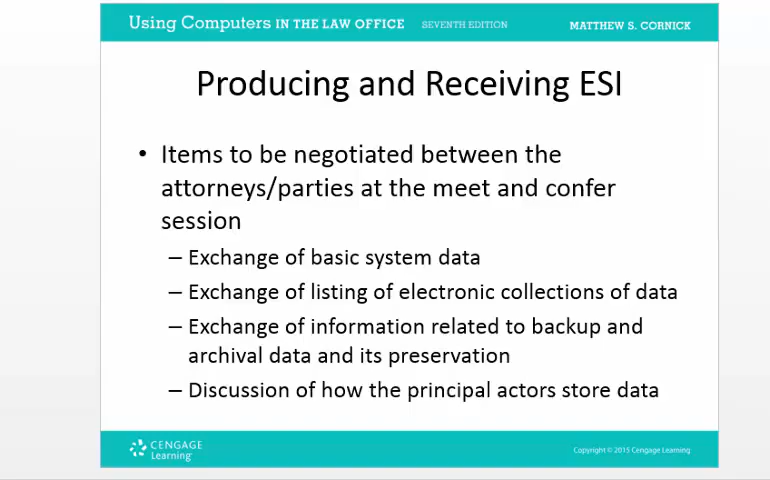 Using Computers IN THE LAW OFFICE SEVENTH EDITION MATTHEW S. CORNICK
Producing and Receiving ESI
• Items to be negotiated between the
attorneys/parties at the meet and confer
session
– Exchange of basic system data
– Exchange of listing of electronic collections of data
– Exchange of information related to backup and
archival data and its preservation
– Discussion of how the principal actors store data
CENGAGE
Learning™
Copyright © 2015 Cengage Learning